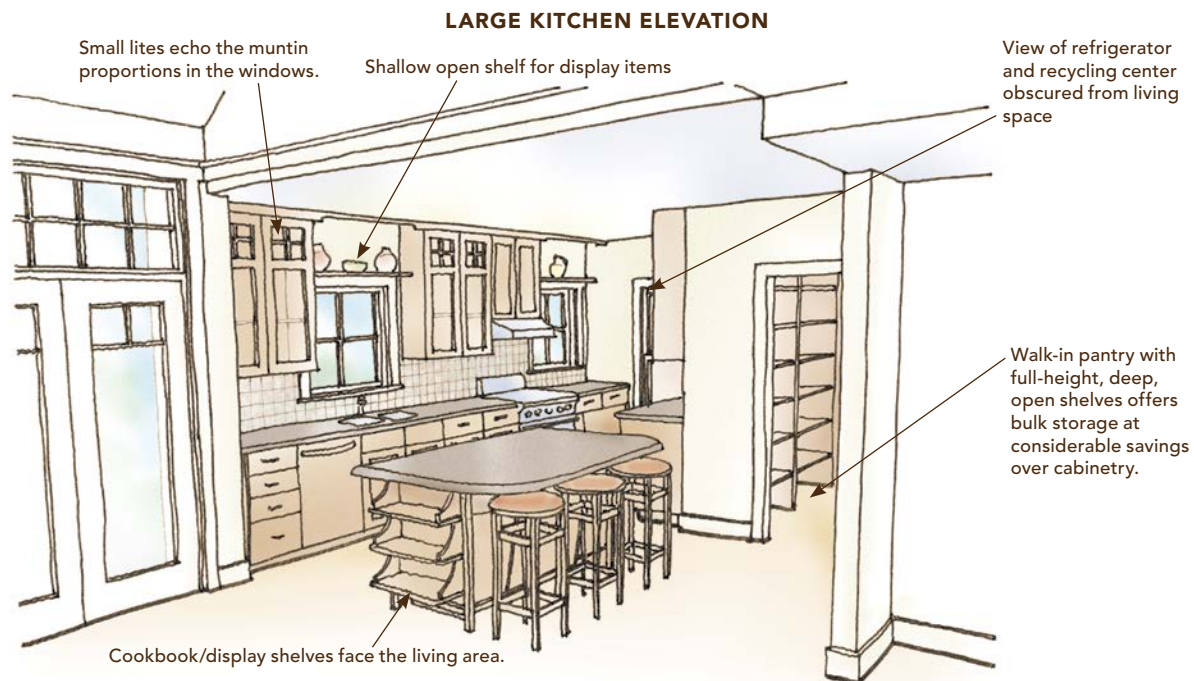 LARGE KITCHEN ELEVATION
Small lites echo the muntin
proportions in the windows.
Shallow open shelf for display items
View of refrigerator
and recycling center
obscured from living
space
Walk-in pantry with
full-height, deep,
open shelves offers
bulk storage at
considerable savings
over cabinetry.
Cookbook/display shelves face the living area.